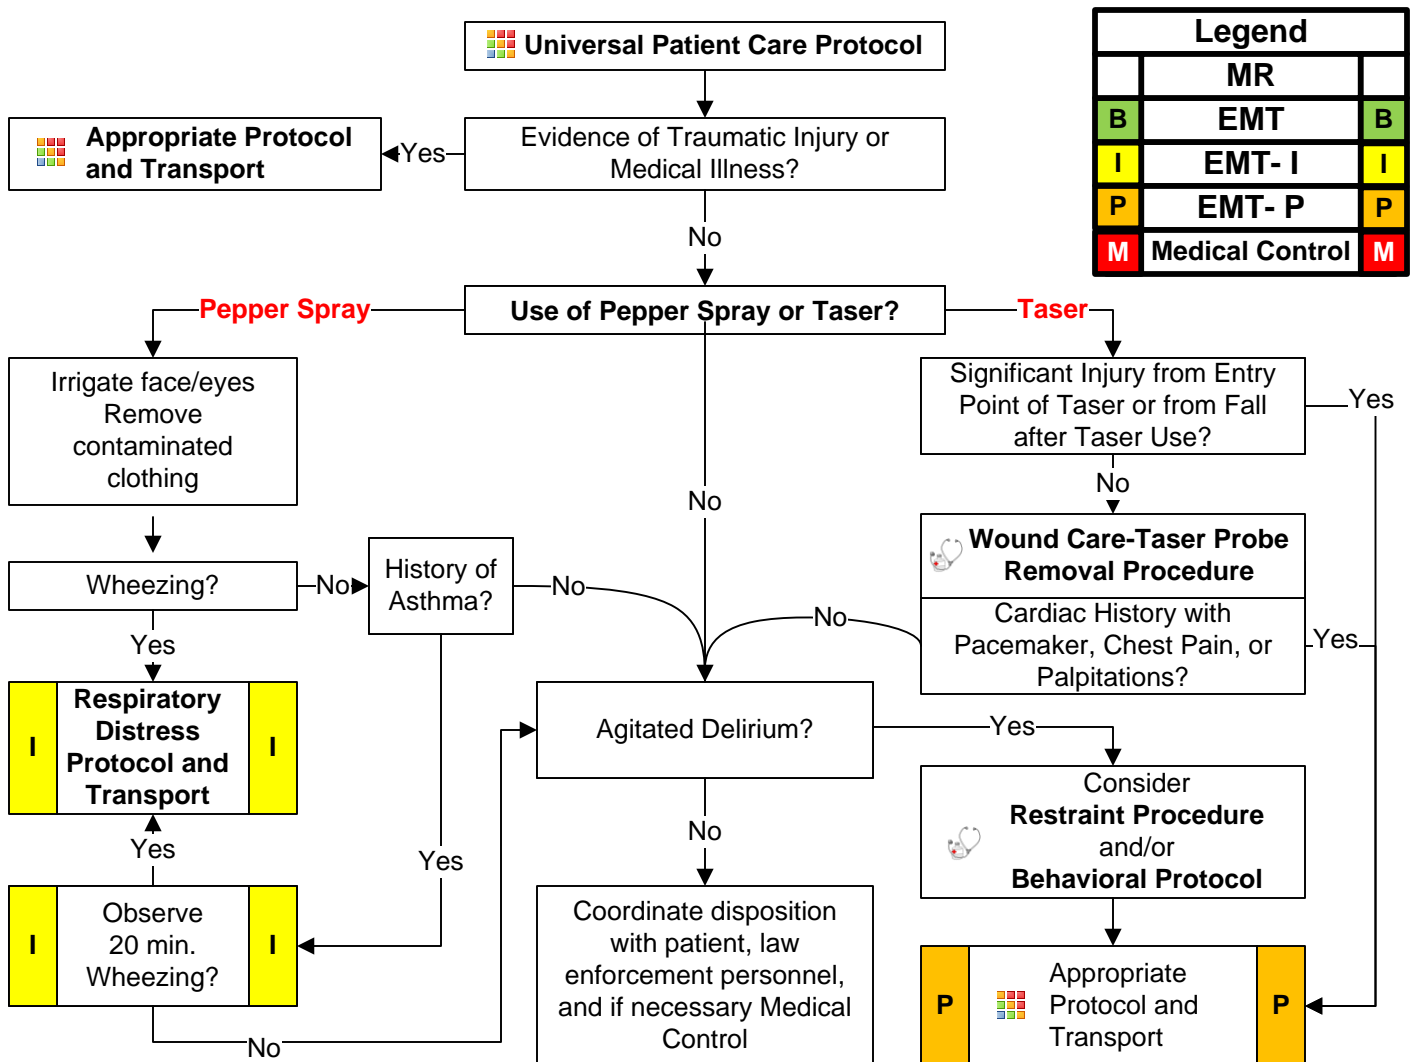 Universal Patient Care Protocol
Legend
MR
B EMT B
I EMT- I I
P EMT- P P
M Medical Control M
Appropriate Protocol
and Transport
Yes
Evidence of Traumatic Injury or
Medical Illness?
No
Pepper Spray
Use of Pepper Spray or Taser?
Taser
Irrigate face/eyes
Remove
contaminated
clothing
Significant Injury from Entry
Point of Taser or from Fall
after Taser Use?
Yes
No
No
Wound Care-Taser Probe
Removal Procedure
Wheezing?
No
History of
Asthma?
No
No
Cardiac History with
Pacemaker, Chest Pain, or
Palpitations?
Yes
Yes
I
Respiratory
Distress
Protocol and
Transport
I
Agitated Delirium?
Yes
Consider
Restraint Procedure
and/or
Behavioral Protocol
Yes
Yes
No
I
Observe
20 min.
Wheezing?
I
No
Coordinate disposition
with patient, law
enforcement personnel,
and if necessary Medical
Control
P
Appropriate
Protocol and
Transport
P